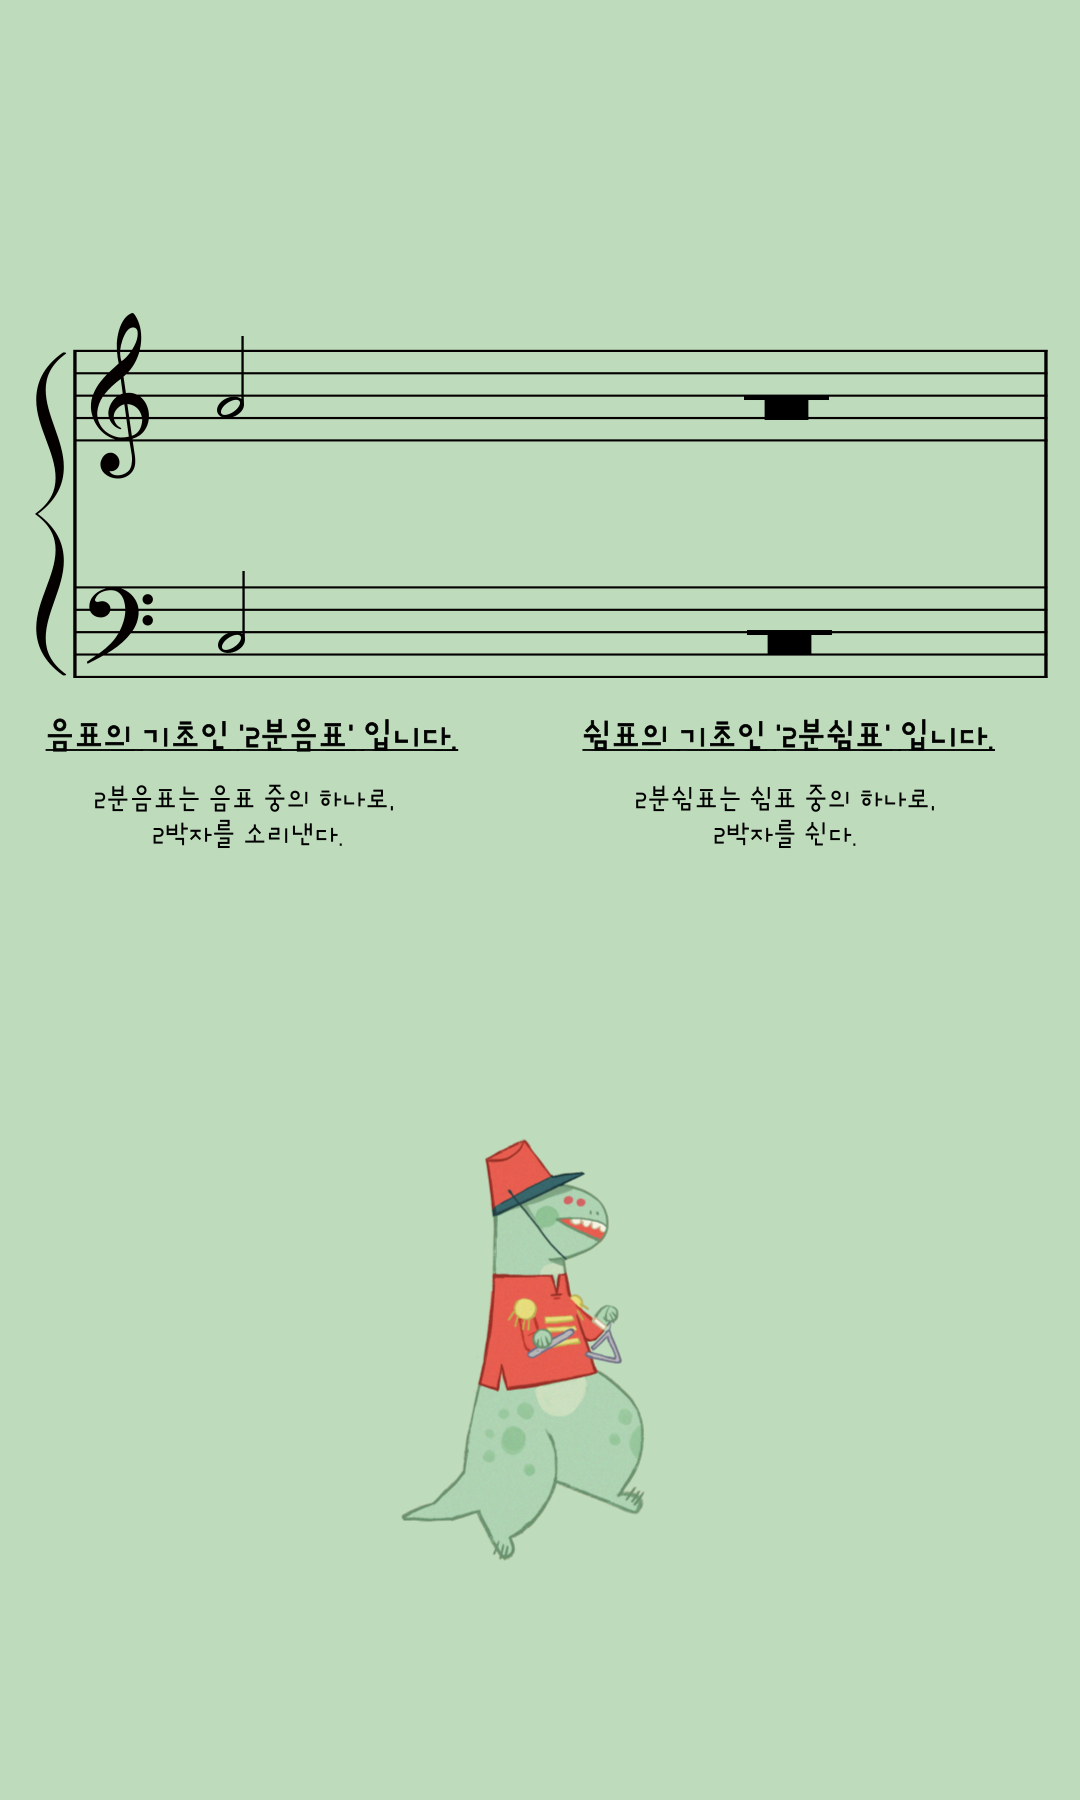 음표의 기초인 '2분음표' 입니다.
2분음표는 음표 중의 하나로,
2박자를 소리낸다.
쉼표의 기초인 '2분쉼표' 입니다.
2분쉼표는 쉼표 중의 하나로,
2박자를 쉰다.